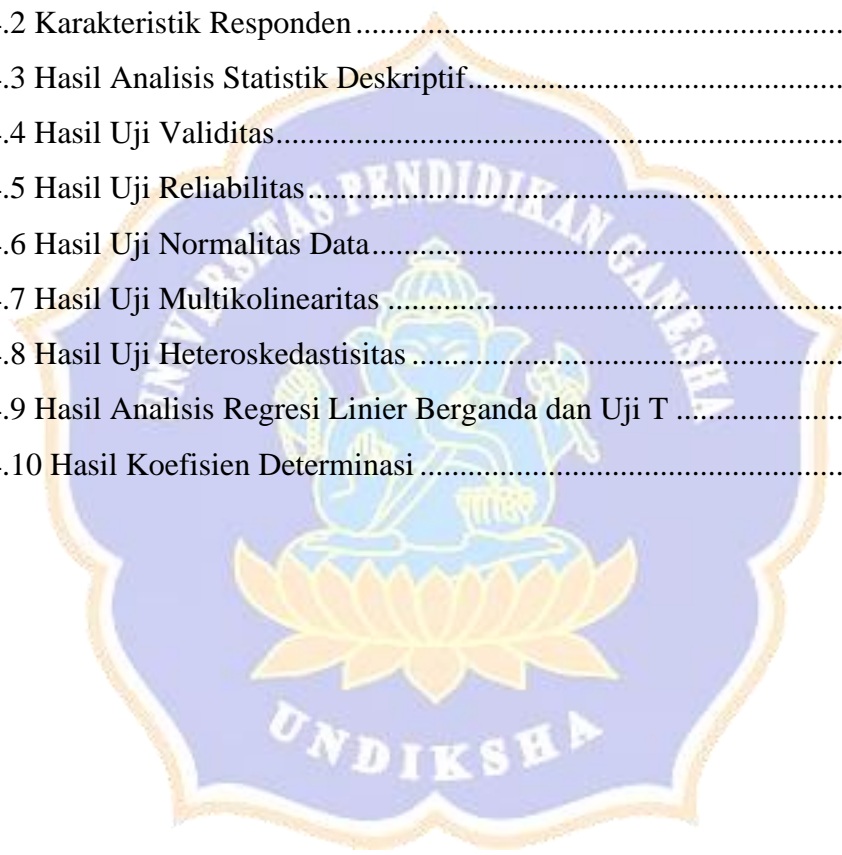 .2 Karakteristik Responden ..........................................................................
.3 Hasil Analisis Statistik Deskriptif..........................................................
.4 Hasil Uji Validitas.....................................................................................
.5 Hasil Uji Reliabilitas.................................................................................
.6 Hasil Uji Normalitas Data........................................................................
.7 Hasil Uji Multikolinearitas ......................................................................
.8 Hasil Uji Heteroskedastisitas ..................................................................
.9 Hasil Analisis Regresi Linier Berganda dan Uji T .....................
.10 Hasil Koefisien Determinasi .................................................................
UNIVERSITAS PENDIDIKAN GANESHA
UNDIKSHA